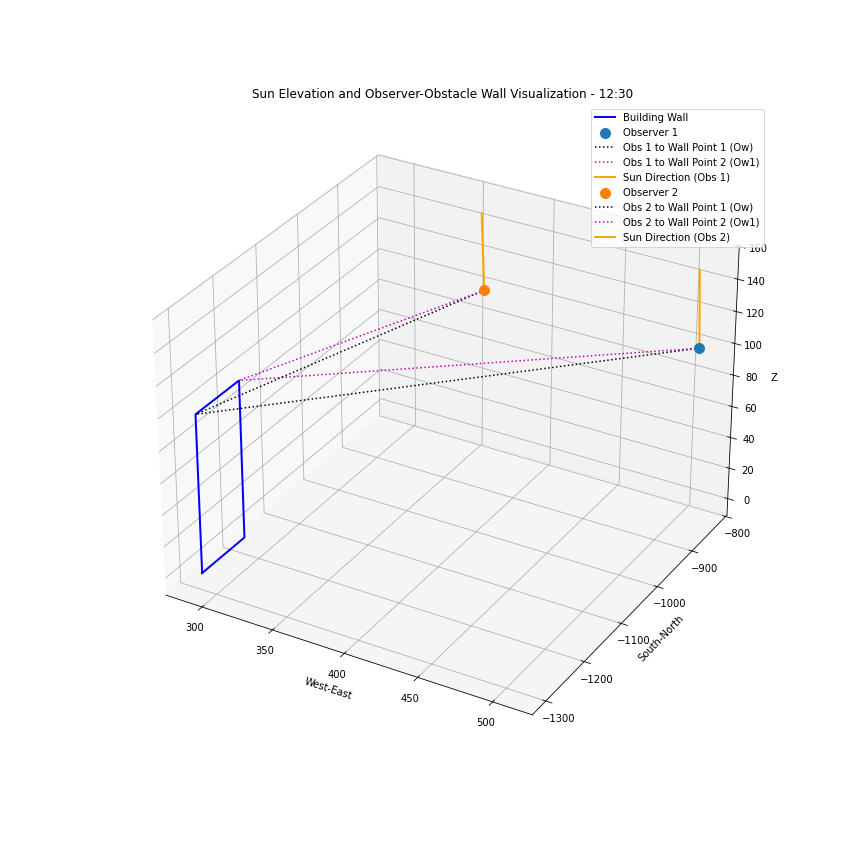 Sun Elevation and Observer-Obstacle Wall Visualization - 12:30
Building Wall
Observer 1
Obs 1 to Wall Point 1 (Ow)
Obs 1 to Wall Point 2 (Ow1)
Sun Direction (Obs 1)
Observer 2
Obs 2 to Wall Point 1 (Ow)
Obs 2 to Wall Point 2 (Ow1)
Sun Direction (Obs 2)
160
140
120
100
80
60
40
20
0
Z
−800
−900
−1000
−1100
−1200
−1300
South-North
300
350
400
450
500
West-East